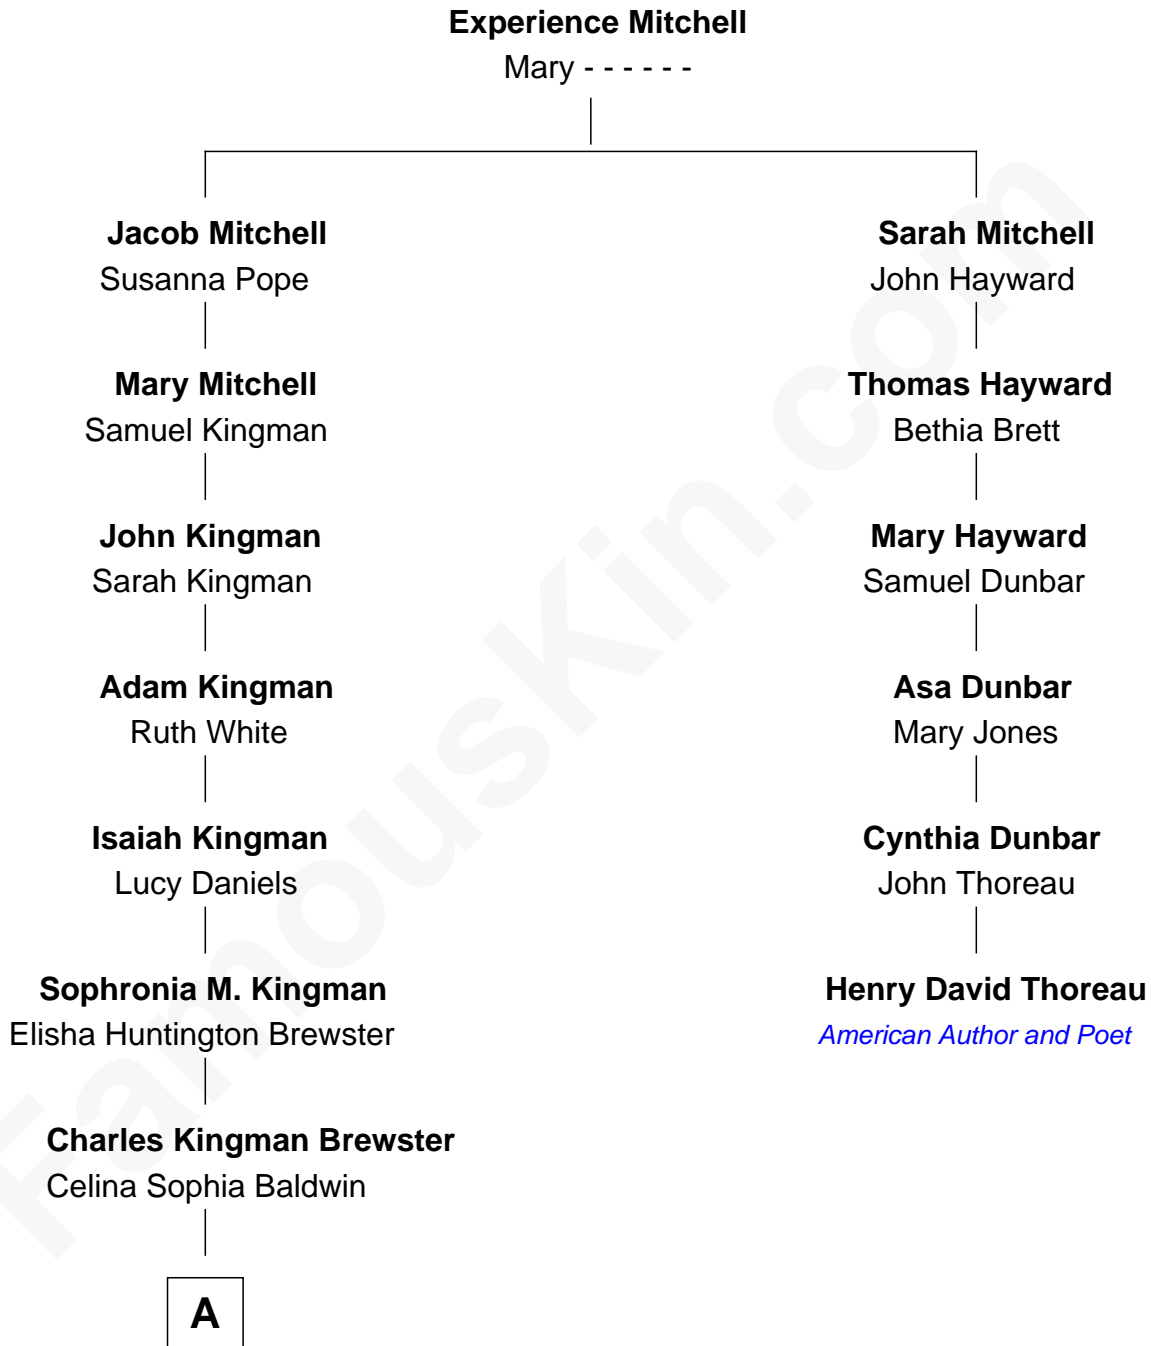 Experience Mitchell
Mary - - - - - -
Jacob Mitchell
Susanna Pope
Sarah Mitchell
John Hayward
Mary Mitchell
Samuel Kingman
Thomas Hayward
Bethia Brett
John Kingman
Sarah Kingman
Mary Hayward
Samuel Dunbar
Adam Kingman
Ruth White
Asa Dunbar
Mary Jones
Isaiah Kingman
Lucy Daniels
Cynthia Dunbar
John Thoreau
Sophronia M. Kingman
Elisha Huntington Brewster
Henry David Thoreau
American Author and Poet
Charles Kingman Brewster
Celina Sophia Baldwin
A
FamousKin.com